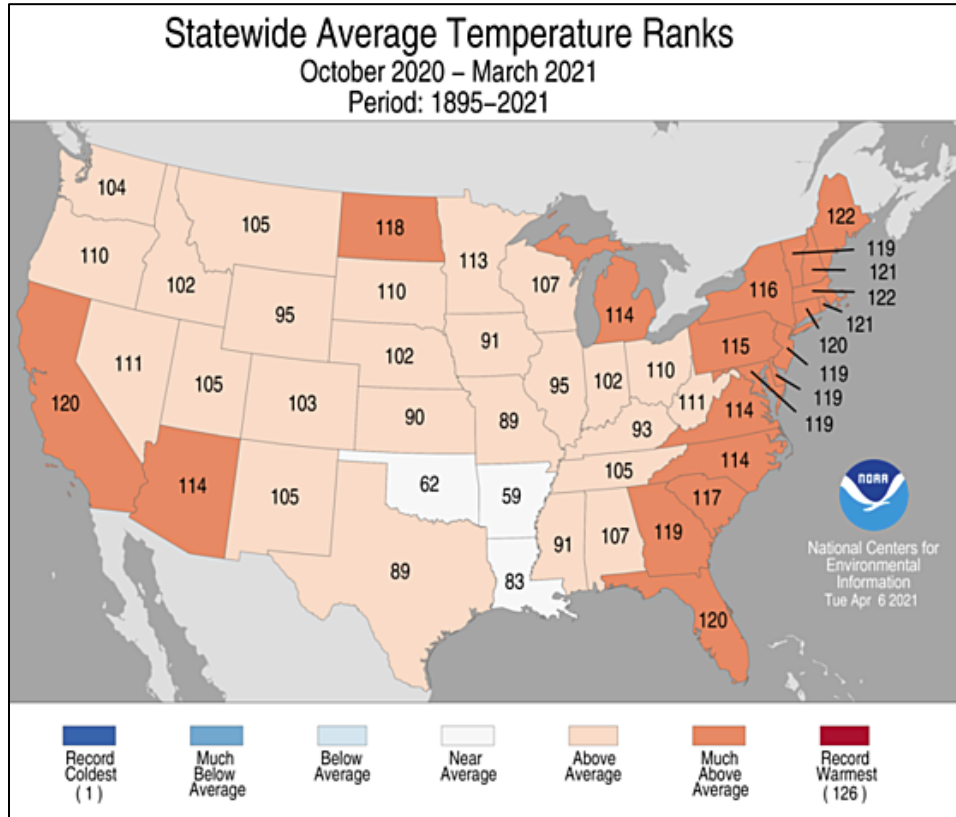 Statewide Average Temperature Ranks
October 2020 – March 2021
Period: 1895–2021
104
105
118
113
122
119
110
102
110
107
114
116
121
122
95
121
111
105
103
102
91
95
102
110
115
120
119
119
119
120
90
89
93
111
114
114
105
62
59
105
114
117
89
83
91
107
119
120
NOAA
National Centers for
Environmental
Information
Tue Apr 6 2021
Record
Coldest
( 1 )
Much
Below
Average
Below
Average
Near
Average
Above
Average
Much
Above
Average
Record
Warmest
( 126 )